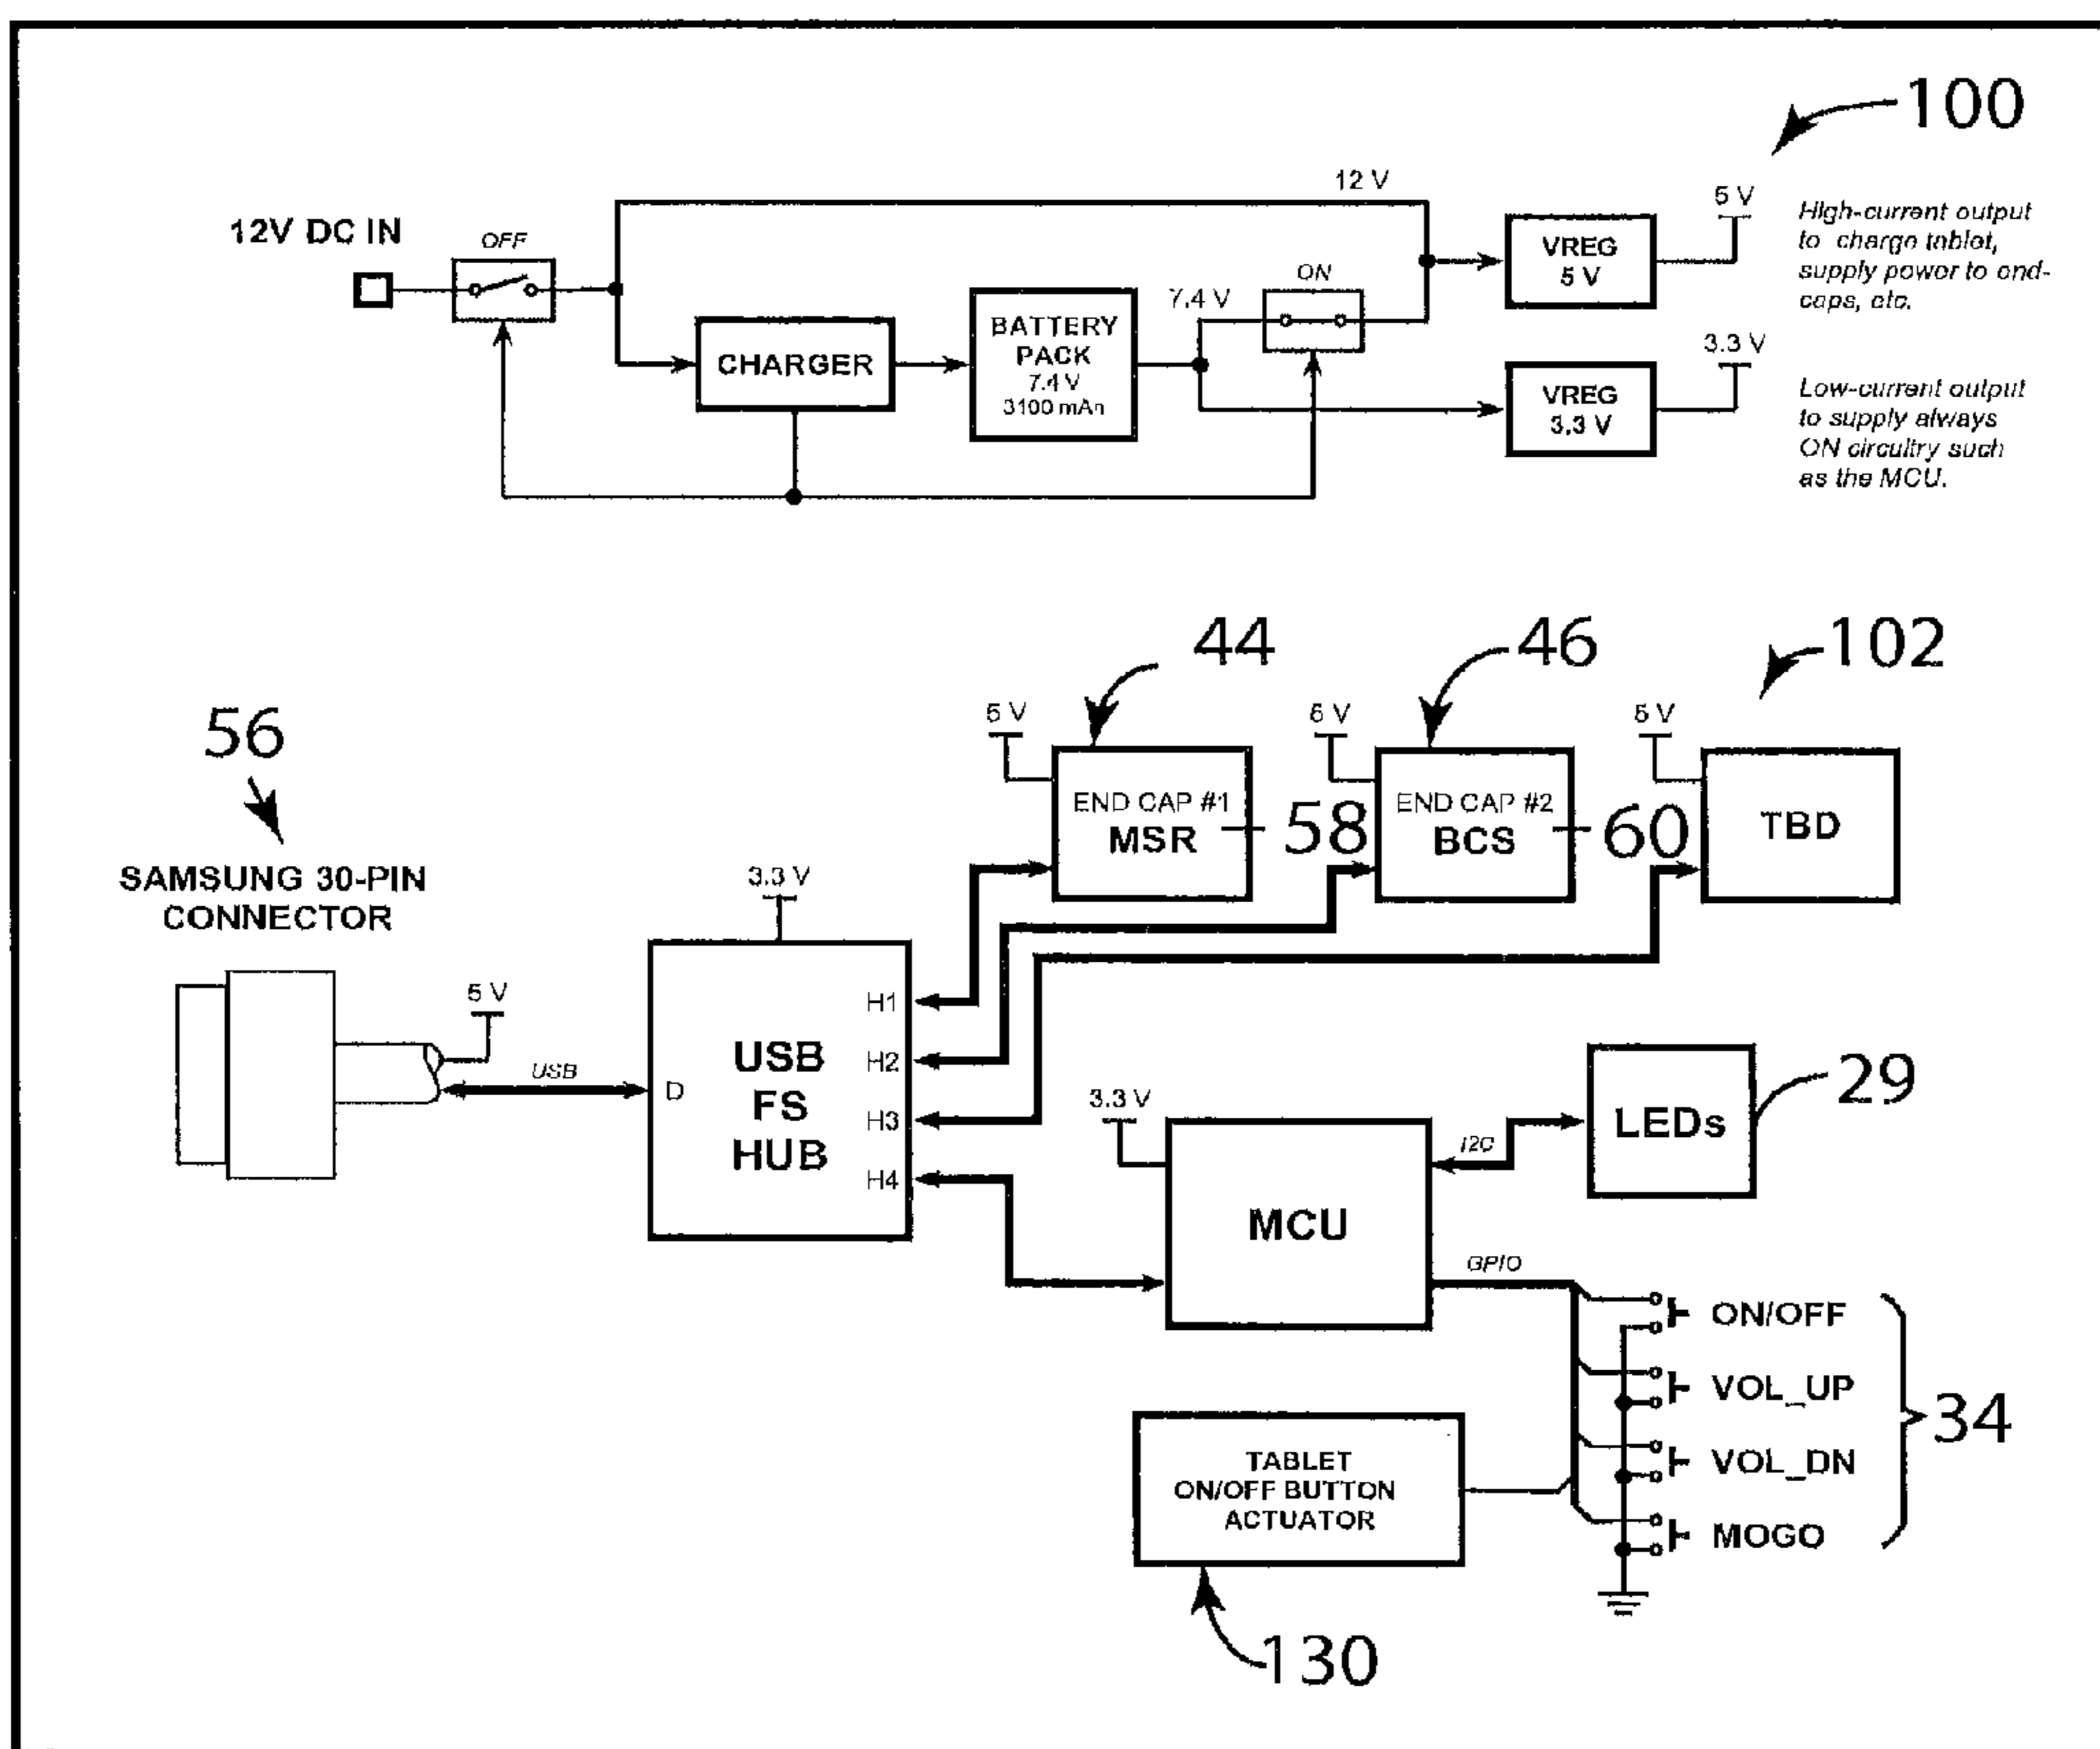 100
12 V
12V DC IN
OFF
ON
5 V
VREG
5 V
High-current output
to charge tablet,
supply power to end-
caps, etc.
7.4 V
BATTERY
PACK
7.4 V
3100 mAh
CHARGER
3.3 V
VREG
3.3 V
Low-current output
to supply always
ON circuitry such
as the MCU.
44
46
102
56
5 V
5 V
5 V
END CAP #1
MSR
58
END CAP #2
BCS
60
TBD
SAMSUNG 30-PIN
CONNECTOR
3.3 V
5 V
USB
D
USB
FS
HUB
H1
H2
H3
H4
3.3 V
MCU
I2C
LEDs
29
GPIO
ON/OFF
VOL_UP
VOL_DN
MOGO
34
TABLET
ON/OFF BUTTON
ACTUATOR
130